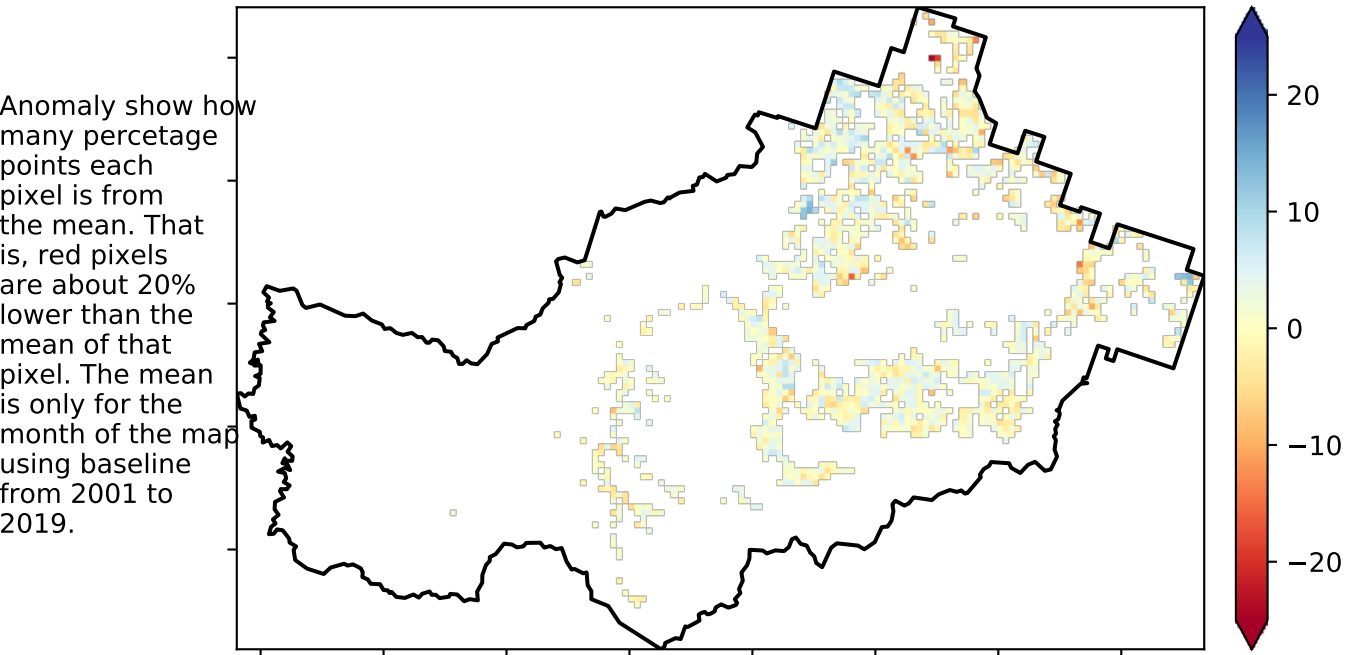 Anomaly show how
many percetage
points each
pixel is from
the mean. That
is, red pixels
are about 20%
lower than the
mean of that
pixel. The mean
is only for the
month of the map
using baseline
from 2001 to
2019.
20
10
0
−10
−20